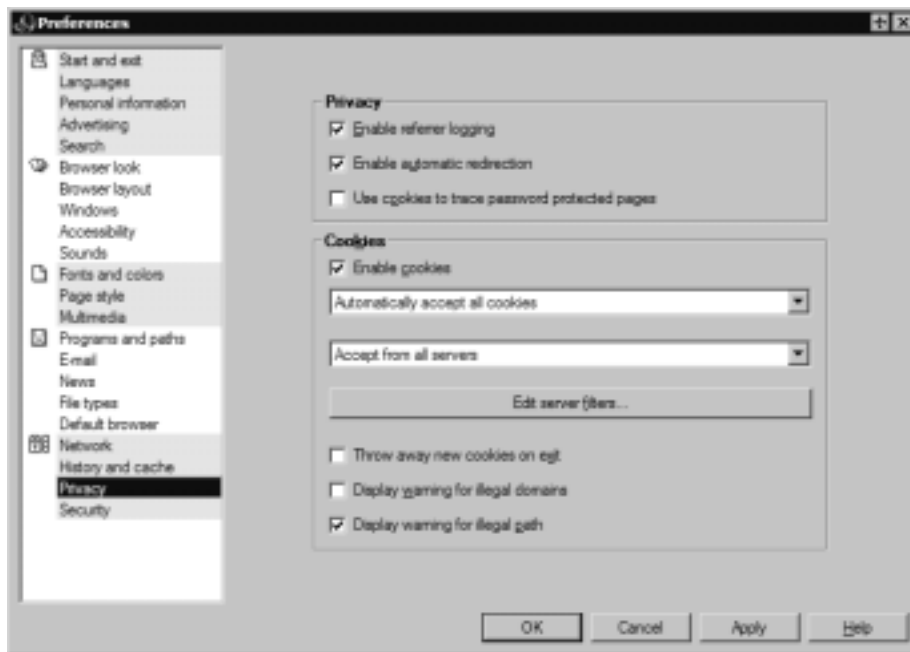 Preferences
Start and exit
Languages
Personal information
Advertising
Search
Browser look
Browser layout
Windows
Accessibility
Sounds
Fonts and colors
Page style
Multimedia
Programs and paths
E-mail
News
File types
Default browser
Network
History and cache
Privacy
Security
Privacy
Enable referrer logging
Enable automatic redirection
Use cookies to trace password protected pages
Cookies
Enable cookies
Automatically accept all cookies
Accept from all servers
Edit server filters...
Throw away new cookies on exit
Display warning for illegal domains
Display warning for illegal path
OK Cancel Apply Help